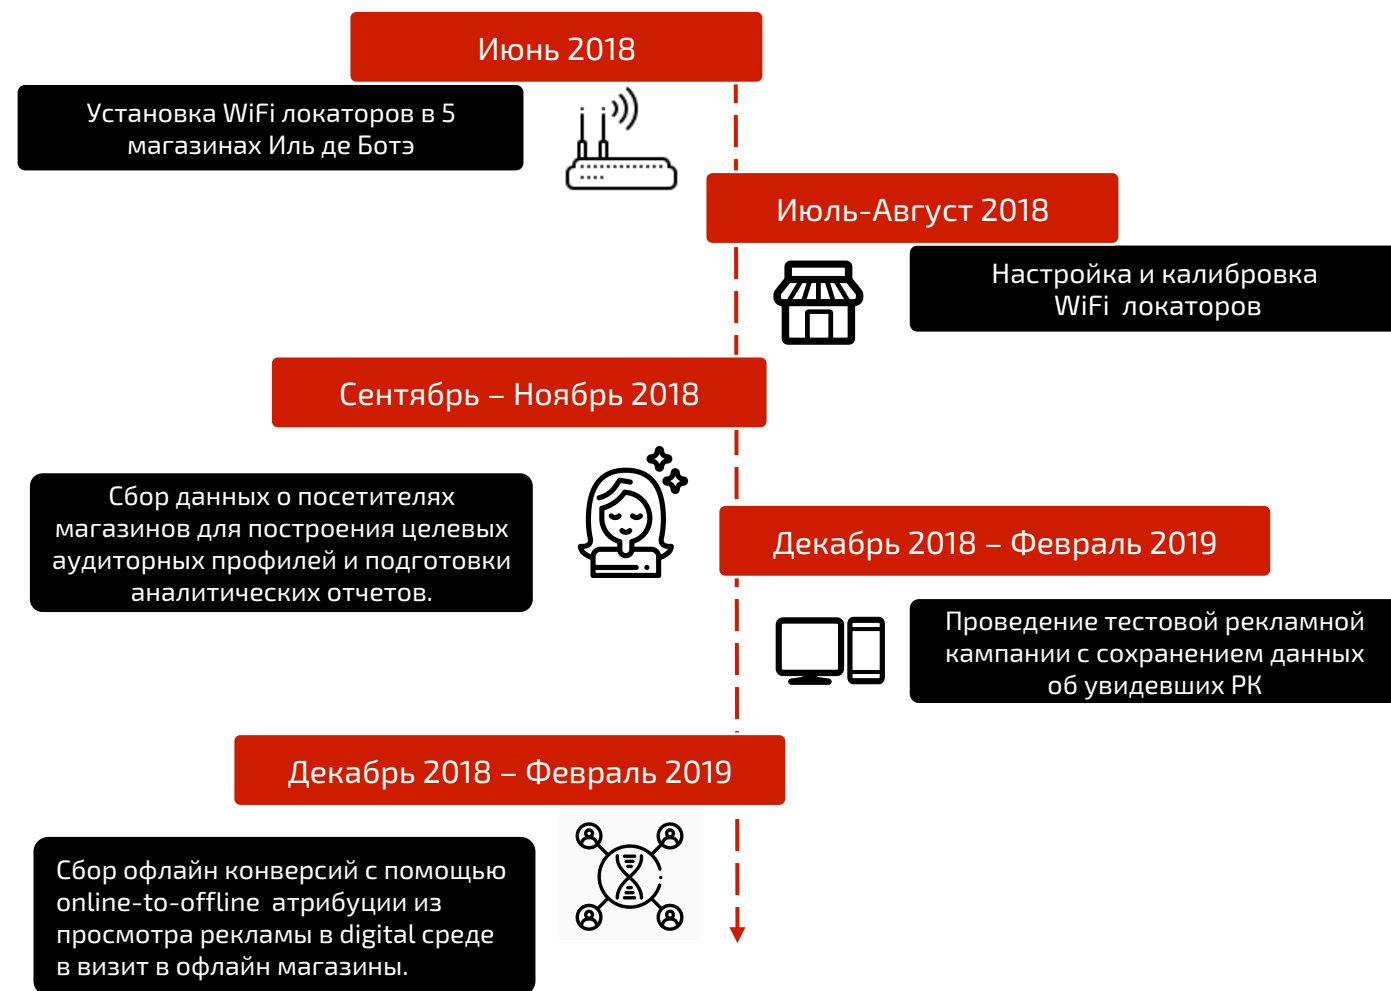 Июнь 2018
Установка WiFi локаторов в 5
магазинах Иль де Ботэ
Июль-Август 2018
Настройка и калибровка
WiFi локаторов
Сентябрь – Ноябрь 2018
Сбор данных о посетителях
магазинов для построения целевых
аудиторных профилей и подготовки
аналитических отчетов.
Декабрь 2018 – Февраль 2019
Проведение тестовой рекламной
кампании с сохранением данных
об увидевших РК
Декабрь 2018 – Февраль 2019
Сбор офлайн конверсий с помощью
online-to-offline атрибуции из
просмотра рекламы в digital среде
в визит в офлайн магазины.